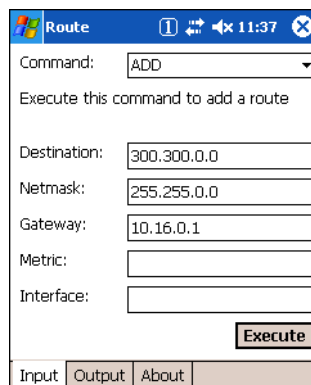 Route 1 11:37
Command: ADD
Execute this command to add a route
Destination: 300.300.0.0
Netmask: 255.255.0.0
Gateway: 10.16.0.1
Metric:
Interface:
Execute
Input Output About